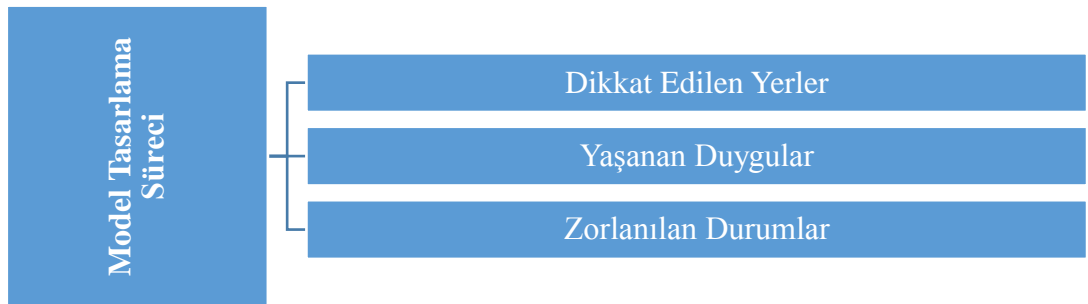 Model Tasarlama
Süreci
Dikkat Edilen Yerler
Yaşanan Duygular
Zorlanılan Durumlar